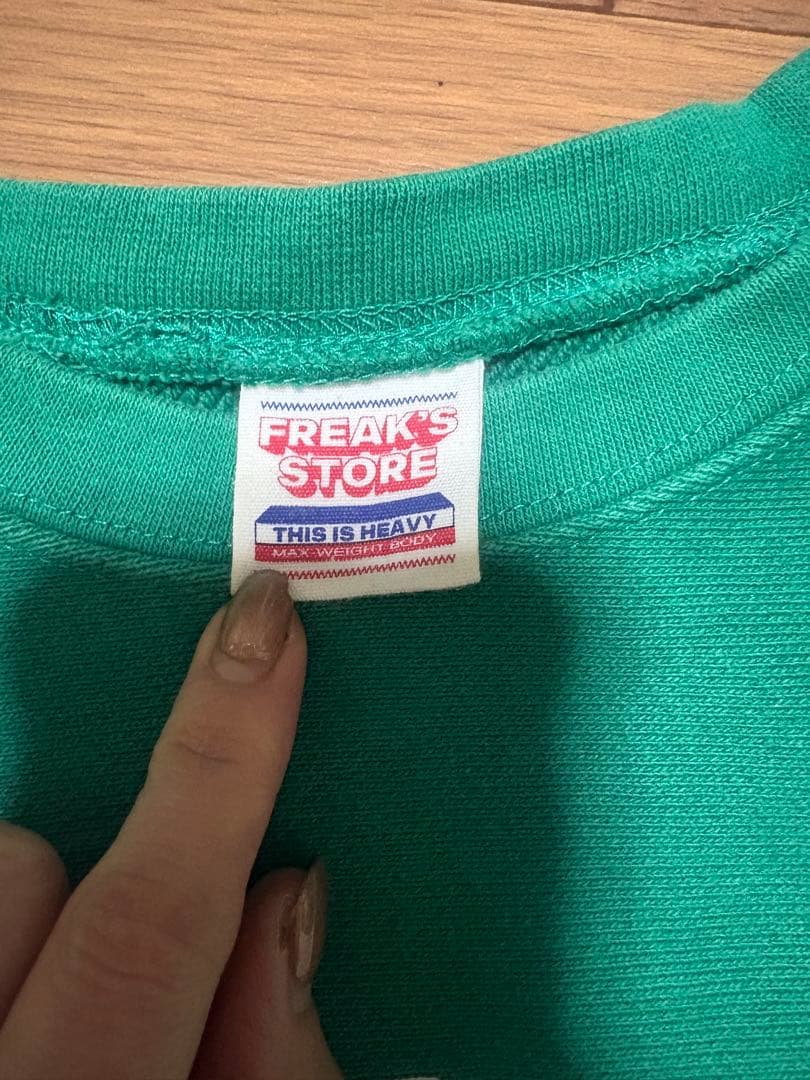 FREAK'S
STORE
THIS IS HEAVY
MAX-WEIGHT BODY